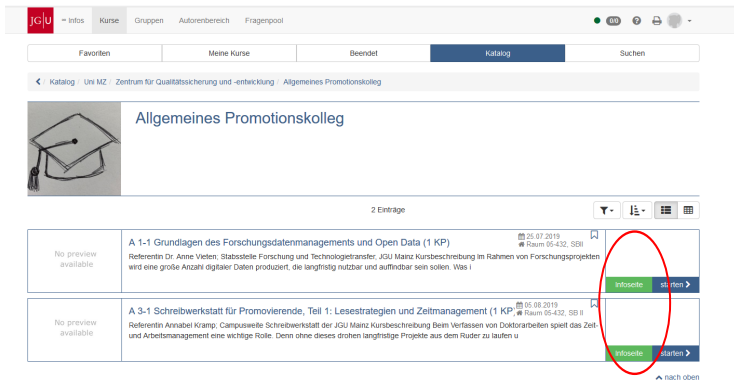 JG|U
Infos Kurse Gruppen Autorenbereich Fragenpool 0/0
Favoriten Meine Kurse Beendet Katalog Suchen
/ Katalog / Uni MZ / Zentrum für Qualitätssicherung und -entwicklung / Allgemeines Promotionskolleg
Allgemeines Promotionskolleg
2 Einträge
No preview available
A 1-1 Grundlagen des Forschungsdatenmanagements und Open Data (1 KP)
25.07.2019
Raum 05-432, SBII
Referentin Dr. Anne Vieten; Stabsstelle Forschung und Technologietransfer, JGU Mainz Kursbeschreibung Im Rahmen von Forschungsprojekten
wird eine große Anzahl digitaler Daten produziert, die langfristig nutzbar und auffindbar sein sollen. Was i
Infoseite starten
No preview available
A 3-1 Schreibwerkstatt für Promovierende, Teil 1: Lesestrategien und Zeitmanagement (1 KP)
05.08.2019
Raum 05-432, SB II
Referentin Annabel Kramp; Campusweite Schreibwerkstatt der JGU Mainz Kursbeschreibung Beim Verfassen von Doktorarbeiten spielt das Zeit-
und Arbeitsmanagement eine wichtige Rolle. Denn ohne dieses drohen langfristige Projekte aus dem Ruder zu laufen u
Infoseite starten
nach oben